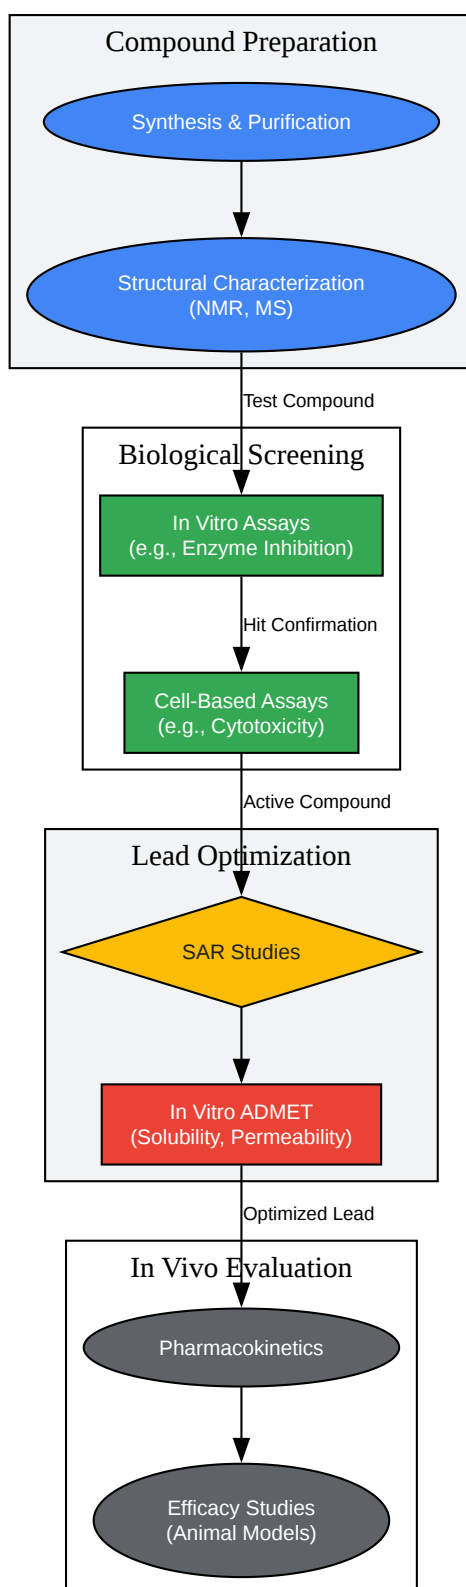 Compound Preparation
Synthesis & Purification
Structural Characterization
(NMR, MS)
Test Compound
Biological Screening
In Vitro Assays
(e.g., Enzyme Inhibition)
Hit Confirmation
Cell-Based Assays
(e.g., Cytotoxicity)
Active Compound
Lead Optimization
SAR Studies
In Vitro ADMET
(Solubility, Permeability)
Optimized Lead
In Vivo Evaluation
Pharmacokinetics
Efficacy Studies
(Animal Models)